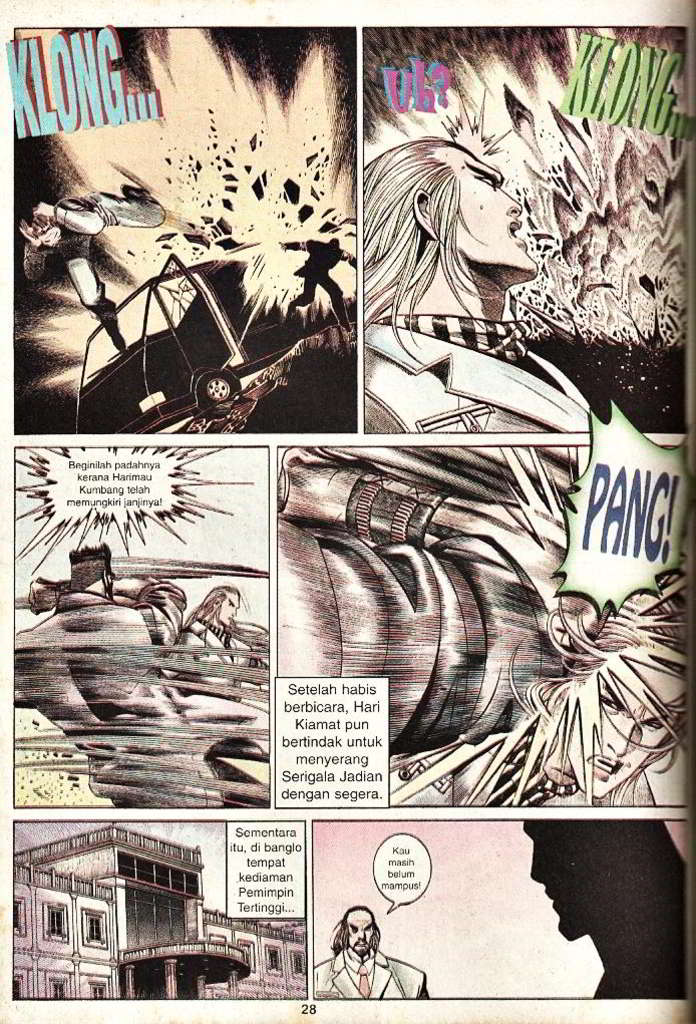 KLONG....
Uh?
KLONG...
Beginilah padahnya
kerana Harimau
Kumbang telah
memungkiri janjinya!
PANG!
Setelah habis
berbicara, Hari
Kiamat pun
bertindak untuk
menyerang
Serigala Jadian
dengan segera.
Sementara
itu, di banglo
tempat
kediaman
Pemimpin
Tertinggi...
Kau
masih
belum
mampus!
28